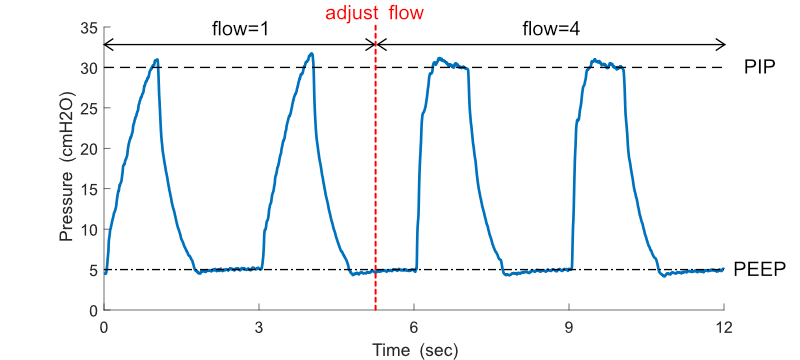 adjust flow
flow=1
flow=4
35
30
25
20
15
10
5
0
Pressure (cmH2O)
PIP
PEEP
0
3
6
9
12
Time (sec)